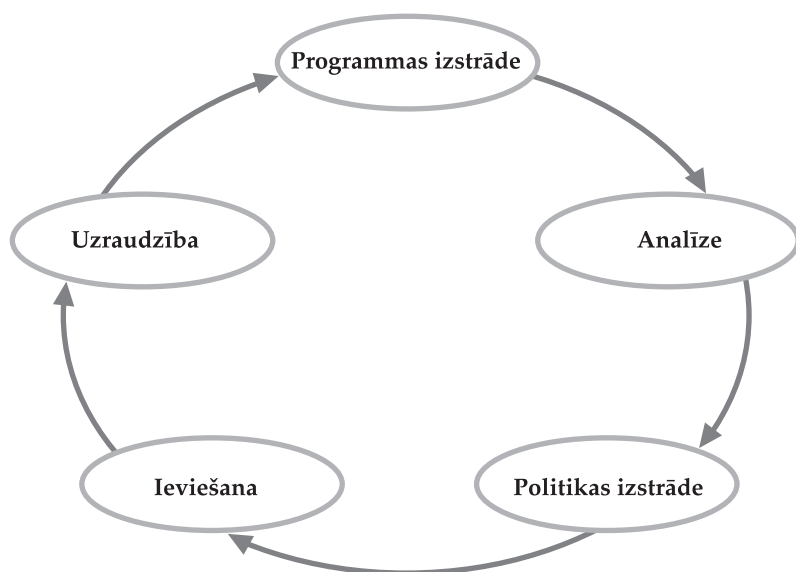 Programmas izstrāde
Uzraudzība
Analīze
Ieviešana
Politikas izstrāde